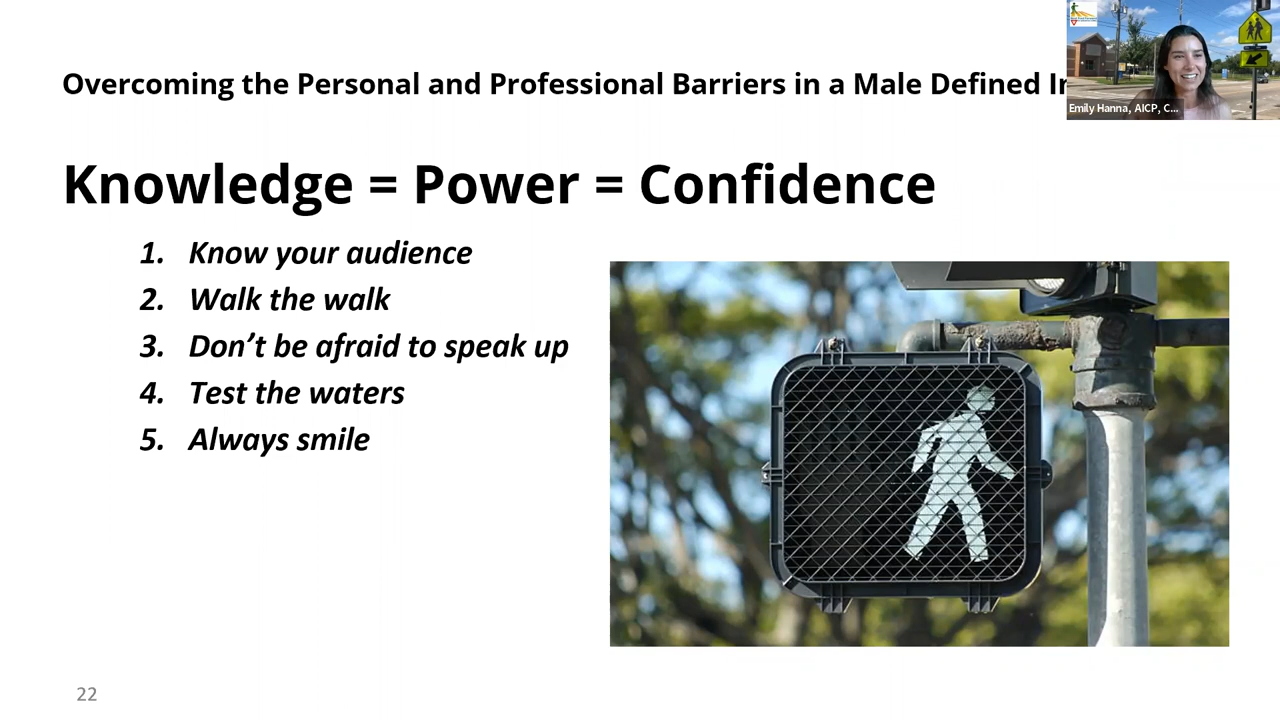 Overcoming the Personal and Professional Barriers in a Male Defined
Emily Hanna, AICP, C...
Knowledge = Power = Confidence
1. Know your audience
2. Walk the walk
3. Don’t be afraid to speak up
4. Test the waters
5. Always smile
22